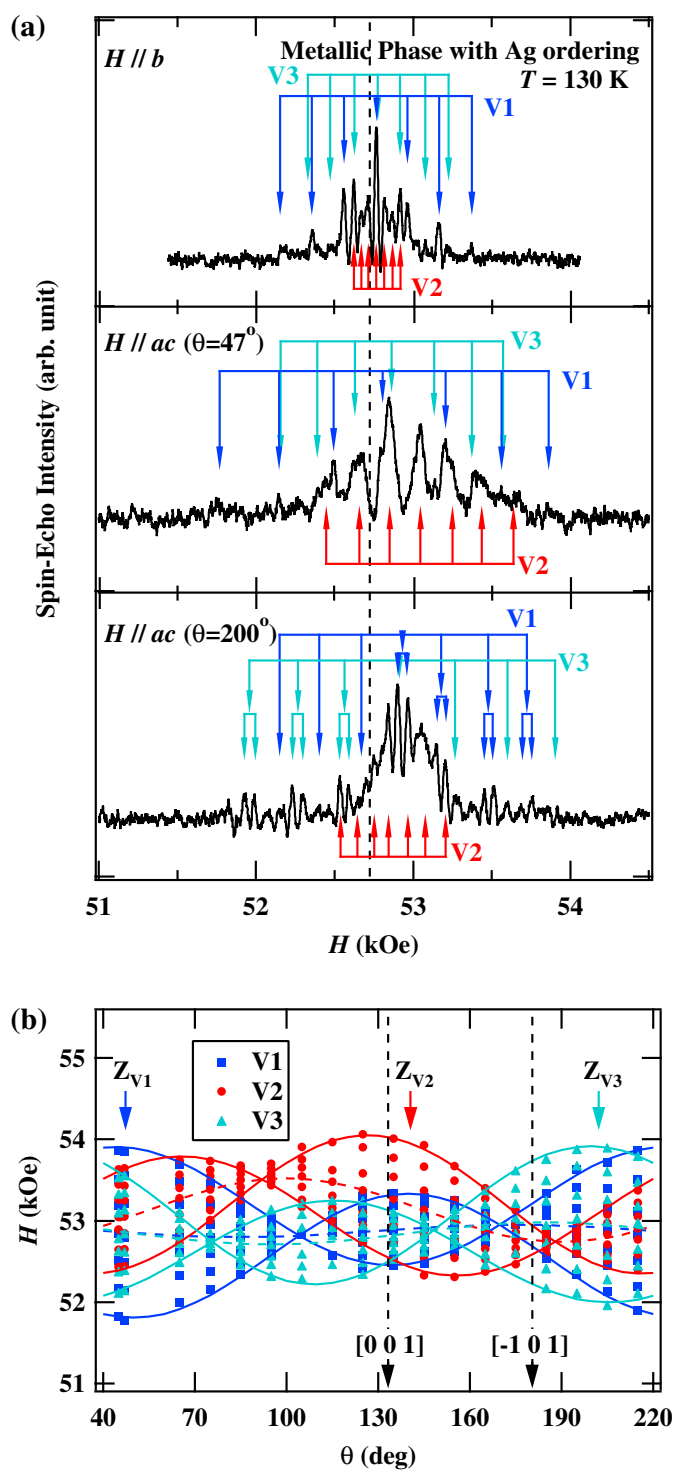 (a)
H // b
Metallic Phase with Ag ordering
T = 130 K
V3
V1
V2
H // ac (θ=47°)
V3
V1
V2
H // ac (θ=200°)
V1
V3
V2
Spin-Echo Intensity (arb. unit)
51 52 53 54
H (kOe)
(b)
V1
V2
V3
Z_V1
Z_V2
Z_V3
55
54
53
52
51
H (kOe)
[0 0 1]
[-1 0 1]
40 70 100 130 160 190 220
θ (deg)